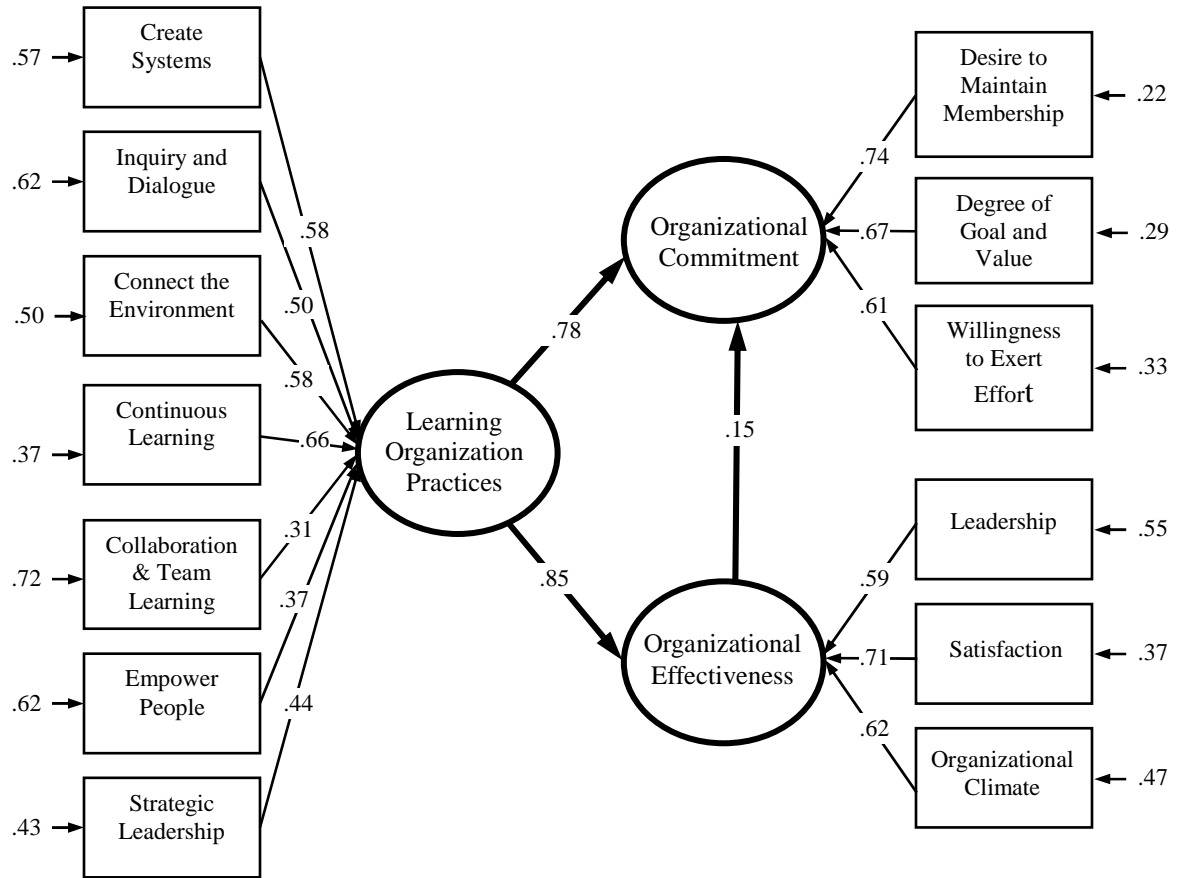 .57
Create
Systems
.62
Inquiry and
Dialogue
.50
Connect the
Environment
.37
Continuous
Learning
.72
Collaboration
& Team
Learning
.62
Empower
People
.43
Strategic
Leadership
.58
.50
.58
.66
.31
.37
.44
Learning
Organization
Practices
.78
.85
Organizational
Commitment
.15
Organizational
Effectiveness
.74
.67
.61
.59
.71
.62
Desire to
Maintain
Membership
.22
Degree of
Goal and
Value
.29
Willingness
to Exert
Effort
.33
Leadership
.55
Satisfaction
.37
Organizational
Climate
.47